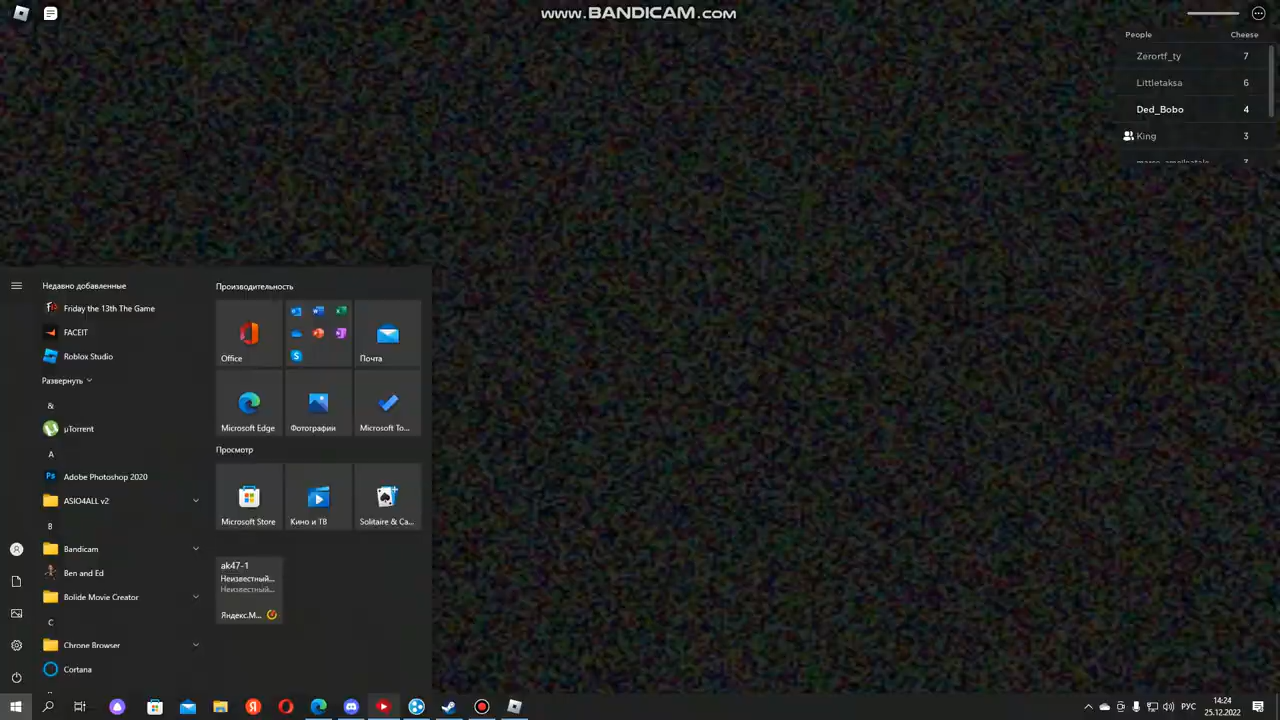 www.BANDICAM.com
People Cheese
Zerortf_ty 7
Littletaksa 6
Ded_Bobo 4
King 3
Недавно добавленные
Friday the 13th The Game
FACEIT
Roblox Studio
Развернуть
&
µTorrent
A
Adobe Photoshop 2020
ASIO4ALL v2
B
Bandicam
Ben and Ed
Bolide Movie Creator
C
Chrone Browser
Cortana
Производительность
Office
Почта
Microsoft Edge
Фотографии
Microsoft To...
Просмотр
Microsoft Store
Кино и ТВ
Solitaire & Ca...
ak47-1
Неизвестный...
Неизвестный...
Яндекс.М...
РУС
14:24
25.12.2022